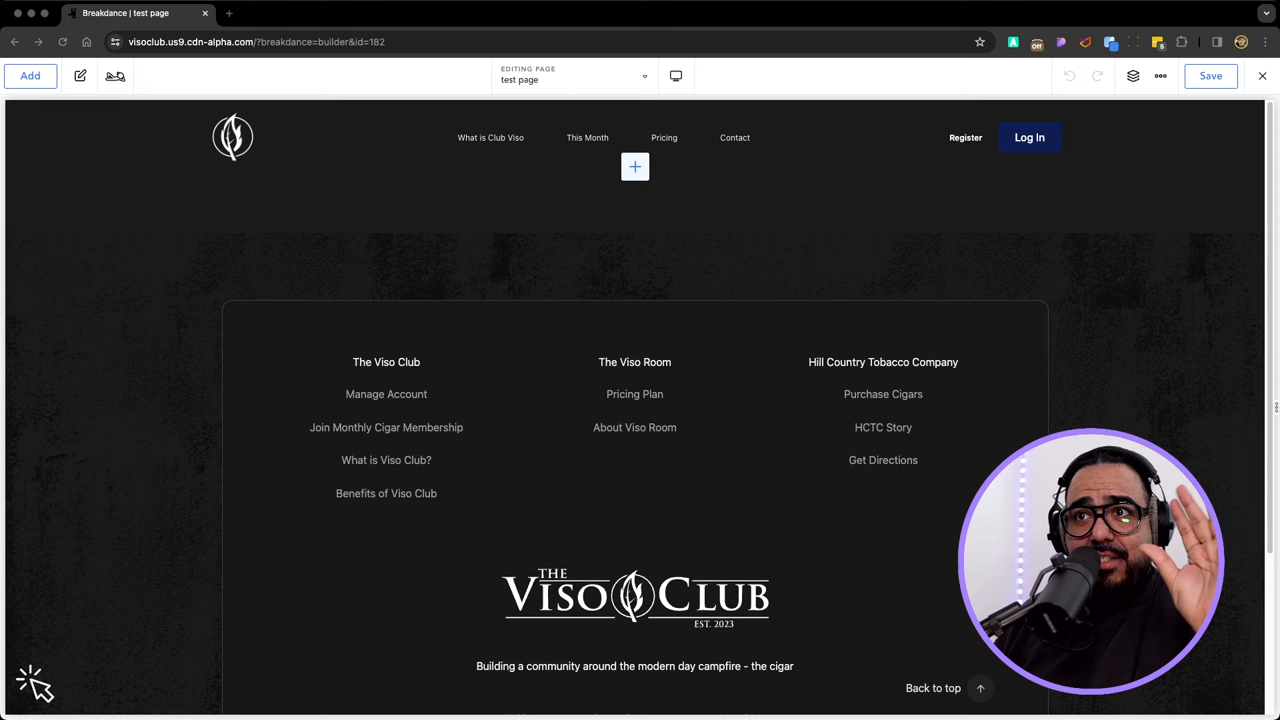 Breakdance | test page
visoclub.us9.cdn-alpha.com/?breakdance=builder&id=182
Off
5
Add
EDITING PAGE
test page
Save
What is Club Viso
This Month
Pricing
Contact
Register
Log In
The Viso Club
Manage Account
Join Monthly Cigar Membership
What is Viso Club?
Benefits of Viso Club
The Viso Room
Pricing Plan
About Viso Room
Hill Country Tobacco Company
Purchase Cigars
HCTC Story
Get Directions
THE
VISO CLUB
EST. 2023
Building a community around the modern day campfire - the cigar
Back to top